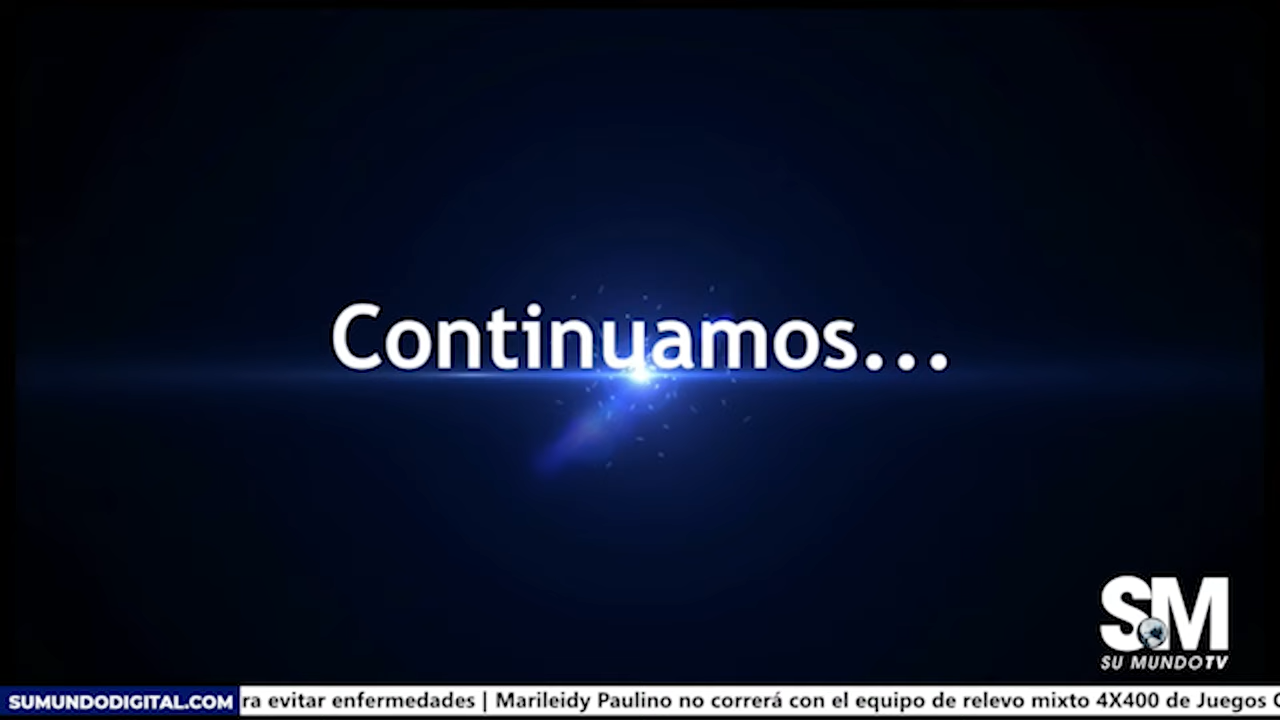 Continuamos...
SM
SU MUNDO TV
SUMUNDODIGITAL.COM
ra evitar enfermedades | Marileidy Paulino no correrá con el equipo de relevo mixto 4X400 de Juegos